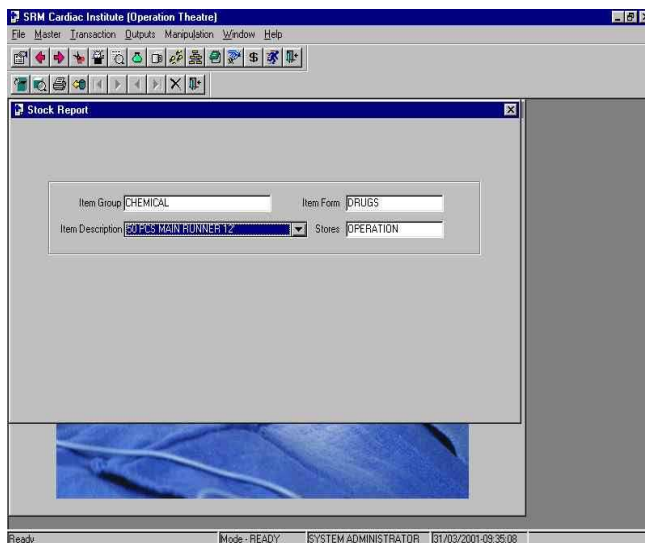 SRM Cardiac Institute (Operation Theatre)
File Master Transaction Outputs Manipulation Window Help
Stock Report
Item Group CHEMICAL Item Form DRUGS
Item Description 50 PCS MAIN RUNNER 12' Stores OPERATION
Ready Mode - READY SYSTEM ADMINISTRATOR 31/03/2001-09:35:08